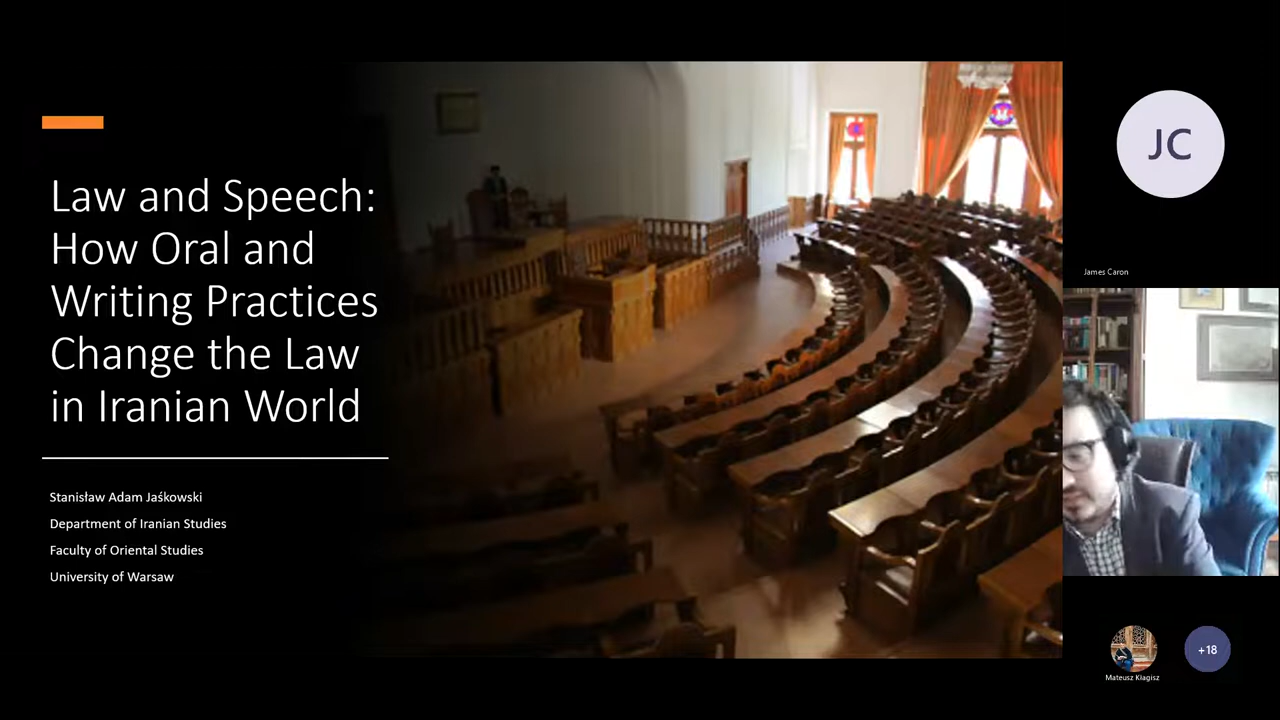 Law and Speech:
How Oral and
Writing Practices
Change the Law
in Iranian World
Stanisław Adam Jaśkowski
Department of Iranian Studies
Faculty of Oriental Studies
University of Warsaw
JC
James Caron
Mateusz Kłagisz
+18